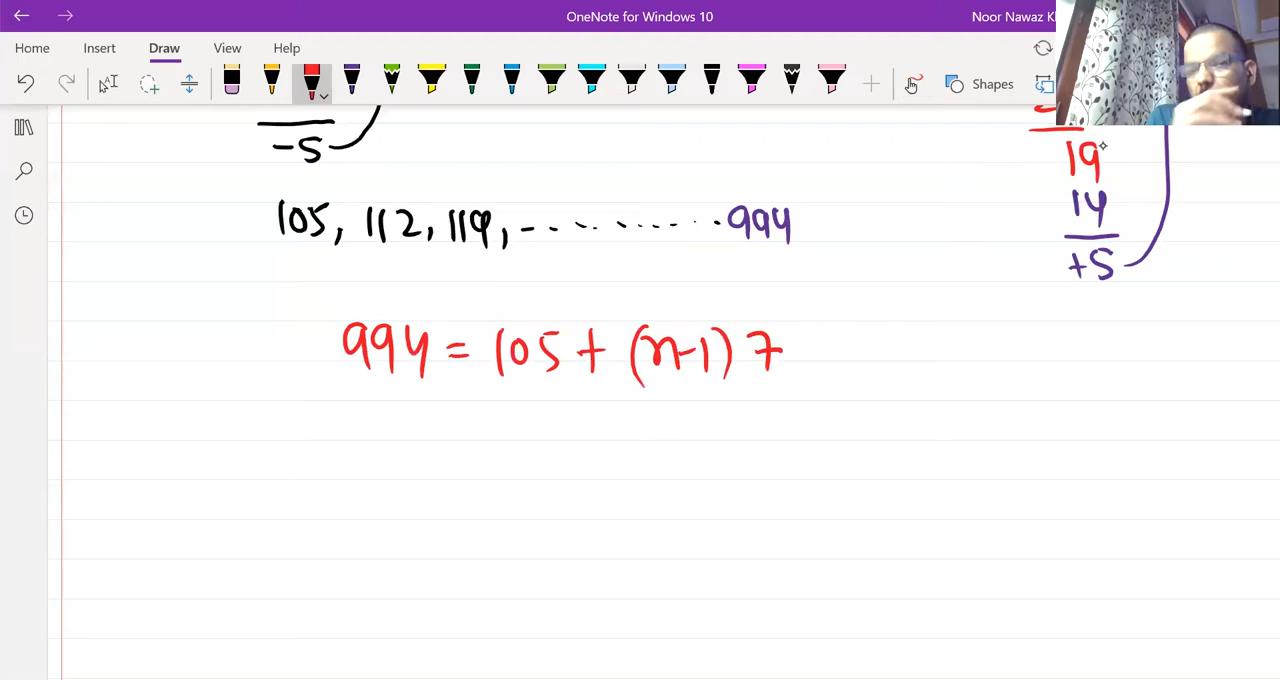 OneNote for Windows 10
Noor Nawaz
Home Insert Draw View Help
Shapes
-5
105, 112, 119, - . . . . . . . . . . 994
19
14
+5
994 = 105 + (n-1) 7